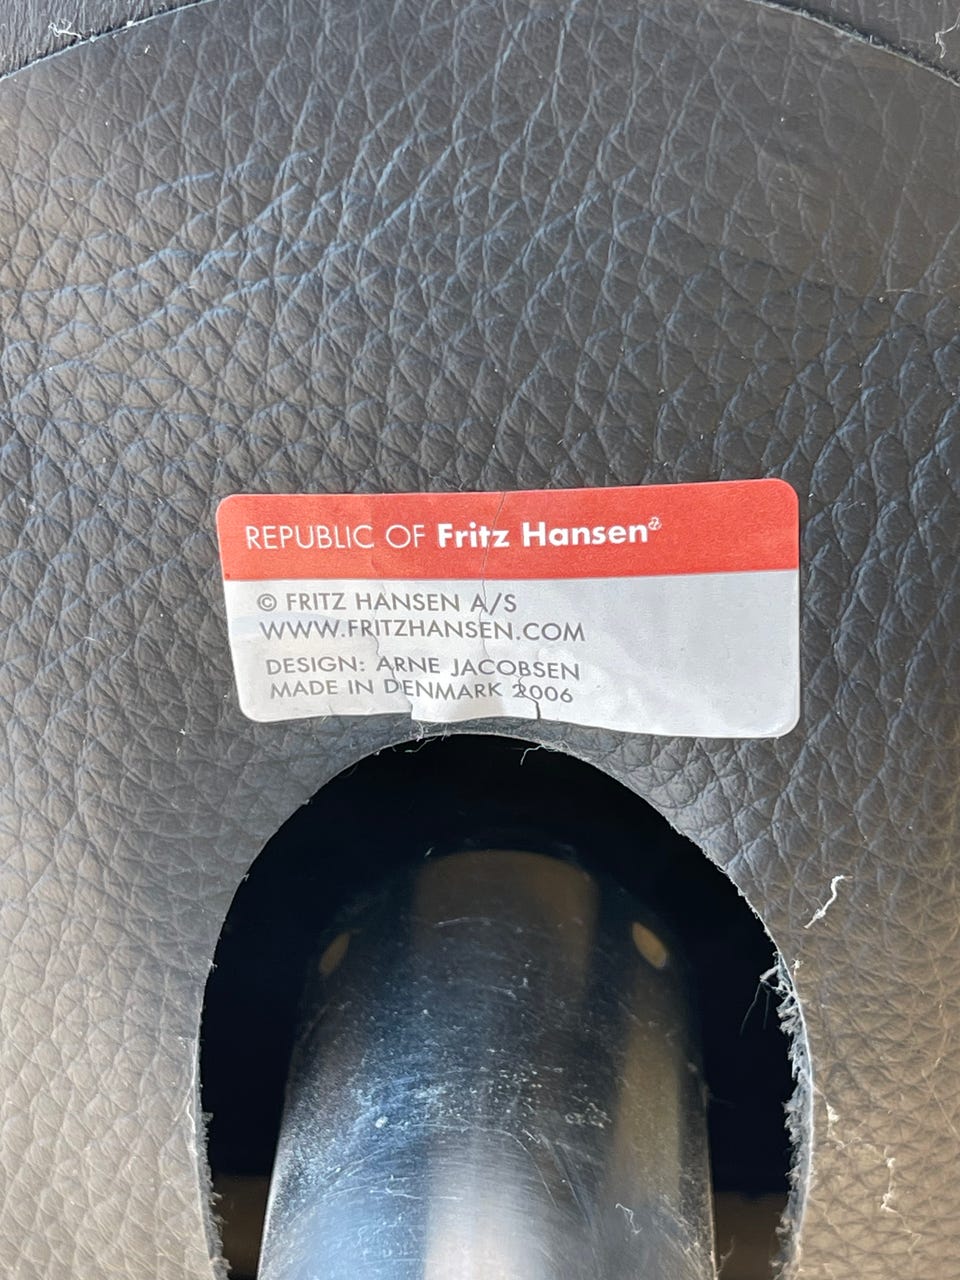 REPUBLIC OF Fritz Hansen®
© FRITZ HANSEN A/S
WWW.FRITZHANSEN.COM
DESIGN: ARNE JACOBSEN
MADE IN DENMARK 2006